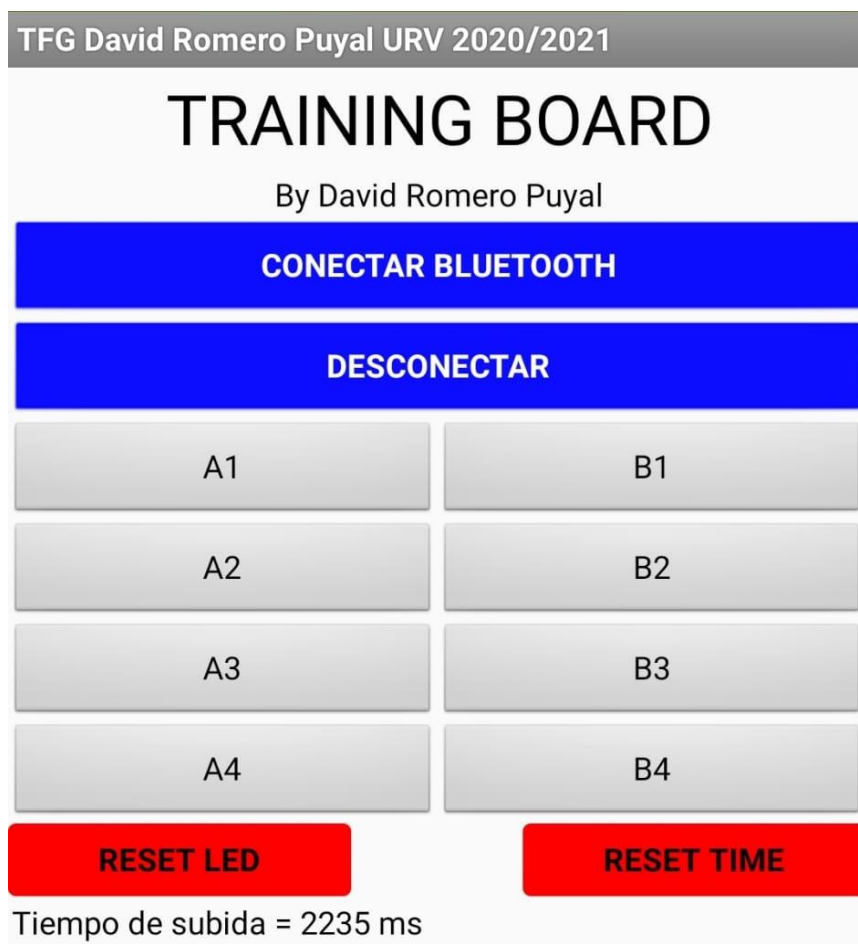 TFG David Romero Puyal URV 2020/2021
TRAINING BOARD
By David Romero Puyal
CONECTAR BLUETOOTH
DESCONECTAR
A1 B1
A2 B2
A3 B3
A4 B4
RESET LED RESET TIME
Tiempo de subida = 2235 ms